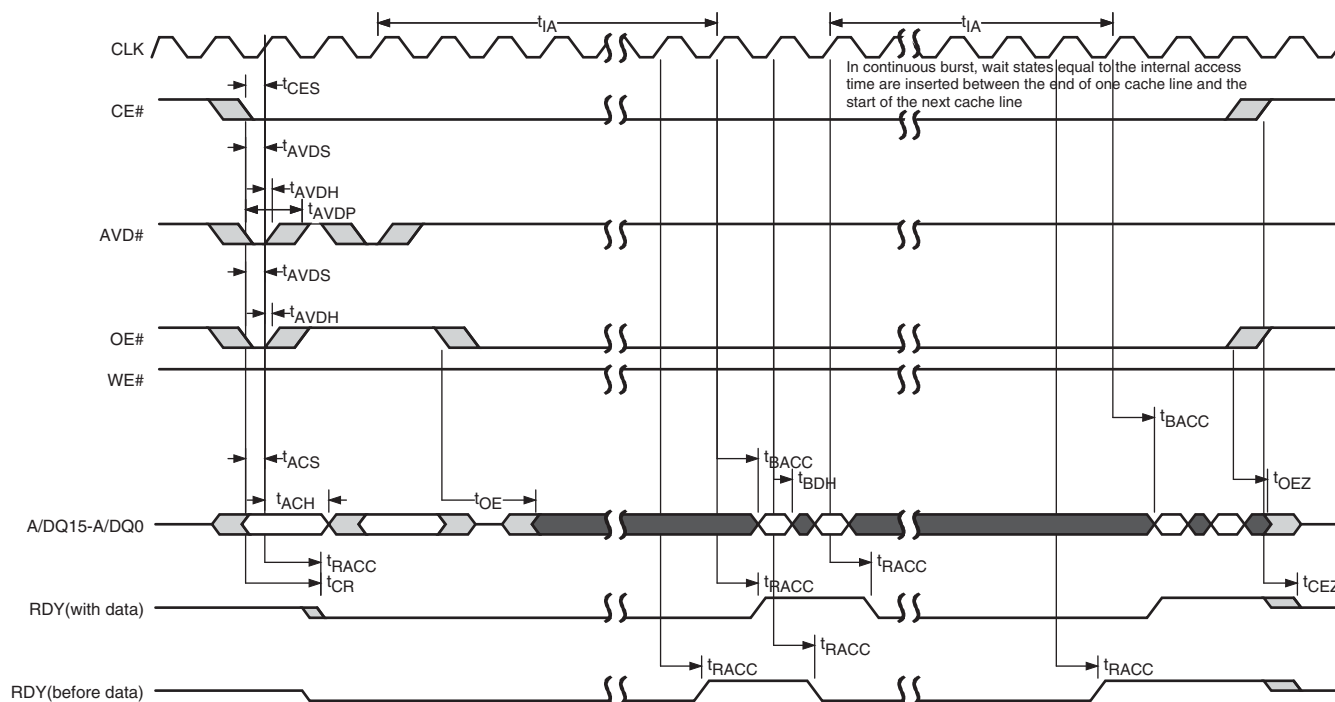 tIA
tIA
CLK
In continuous burst, wait states equal to the internal access
time are inserted between the end of one cache line and the
start of the next cache line
tCES
CE#
tAVDS
tAVDH
tAVDP
AVD#
tAVDS
tAVDH
OE#
WE#
tBACC
tACS
tBACC
tACH
tOE
tBDH
tOEZ
A/DQ15-A/DQ0
tRACC
tRACC
tCR
tRACC
tCEZ
RDY(with data)
tRACC
tRACC
tRACC
RDY(before data)